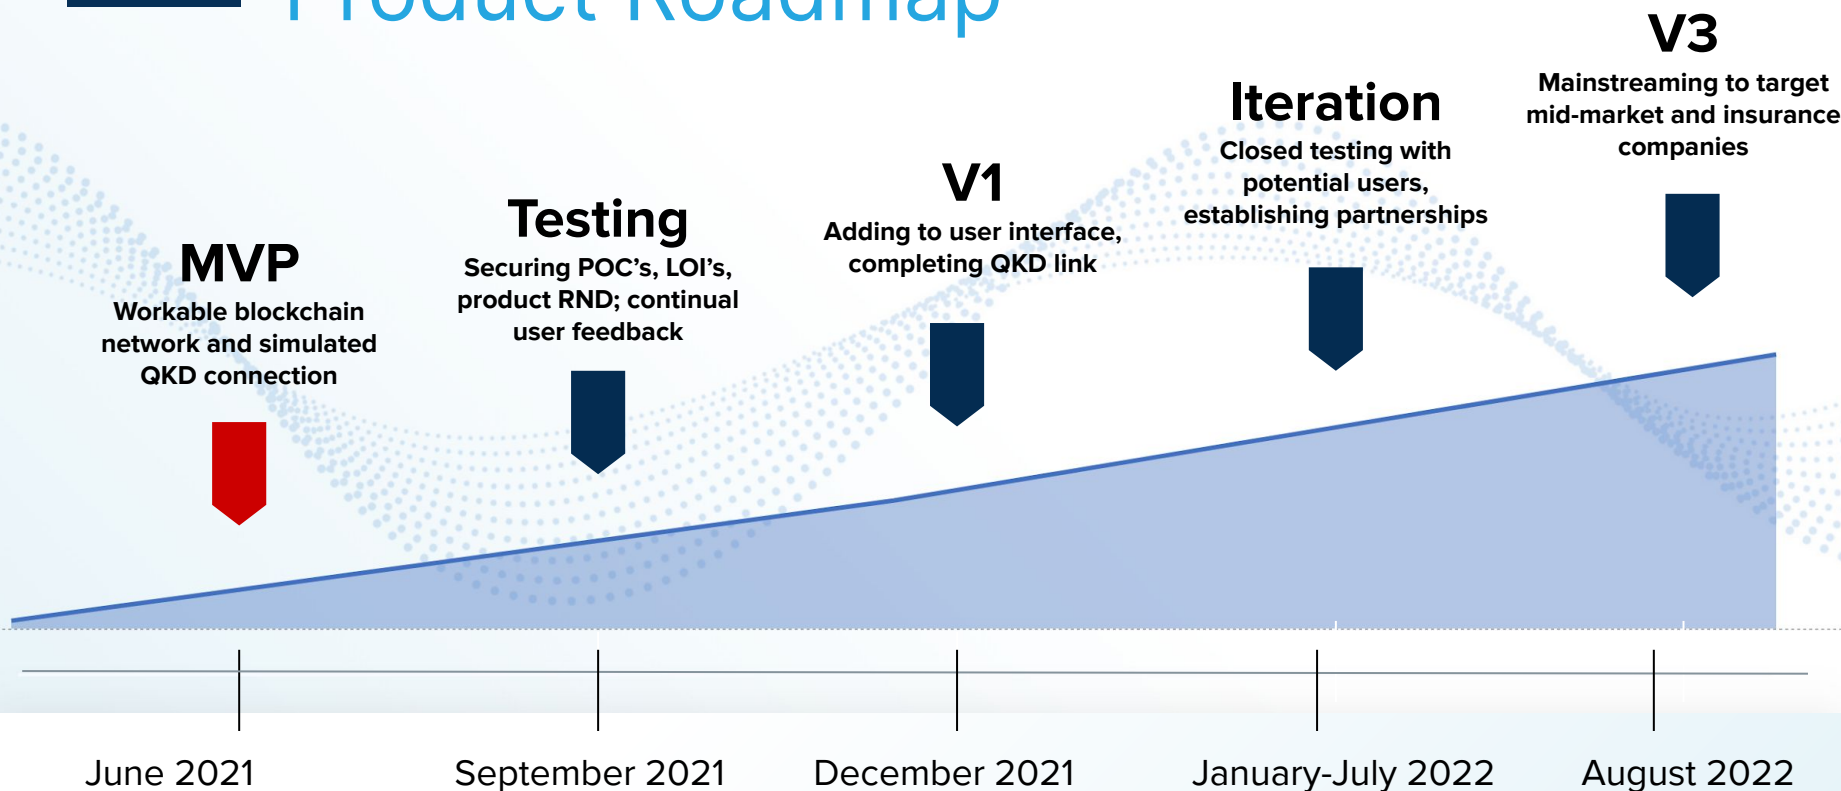 Product Roadmap
V3
Mainstreaming to target
mid-market and insurance
companies
Iteration
Closed testing with
potential users,
establishing partnerships
V1
Adding to user interface,
completing QKD link
Testing
Securing POC's, LOI's,
product RND; continual
user feedback
MVP
Workable blockchain
network and simulated
QKD connection
June 2021
September 2021
December 2021
January-July 2022
August 2022